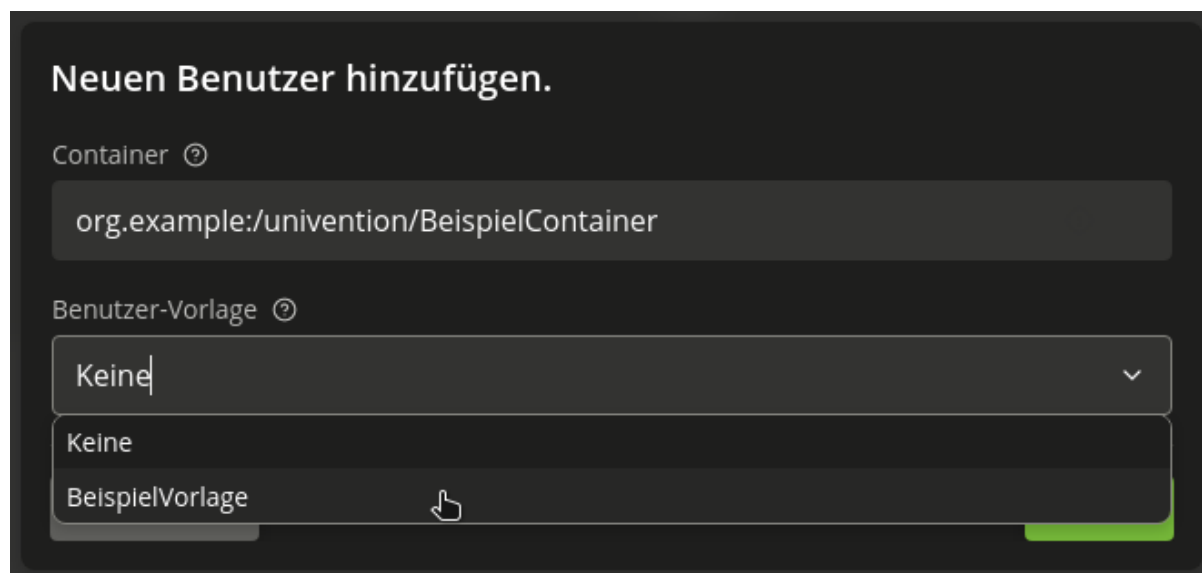 Neuen Benutzer hinzufügen.
Container
org.example:/univention/BeispielContainer
Benutzer-Vorlage
Keine
Keine
BeispielVorlage